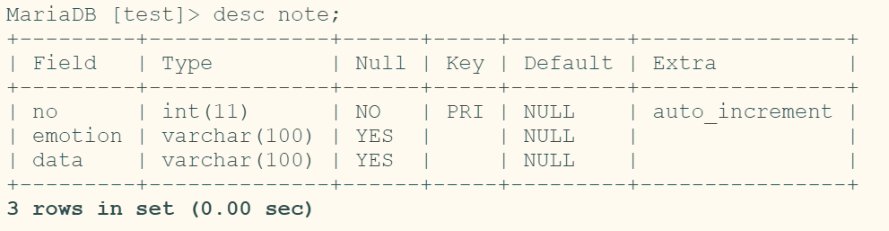 MariaDB [test]> desc note;
+---------+--------------+------+-----+---------+----------------+
| Field   | Type         | Null | Key | Default | Extra          |
+---------+--------------+------+-----+---------+----------------+
| no      | int(11)      | NO   | PRI | NULL    | auto_increment |
| emotion | varchar(100) | YES  |     | NULL    |                |
| data    | varchar(100) | YES  |     | NULL    |                |
+---------+--------------+------+-----+---------+----------------+
3 rows in set (0.00 sec)